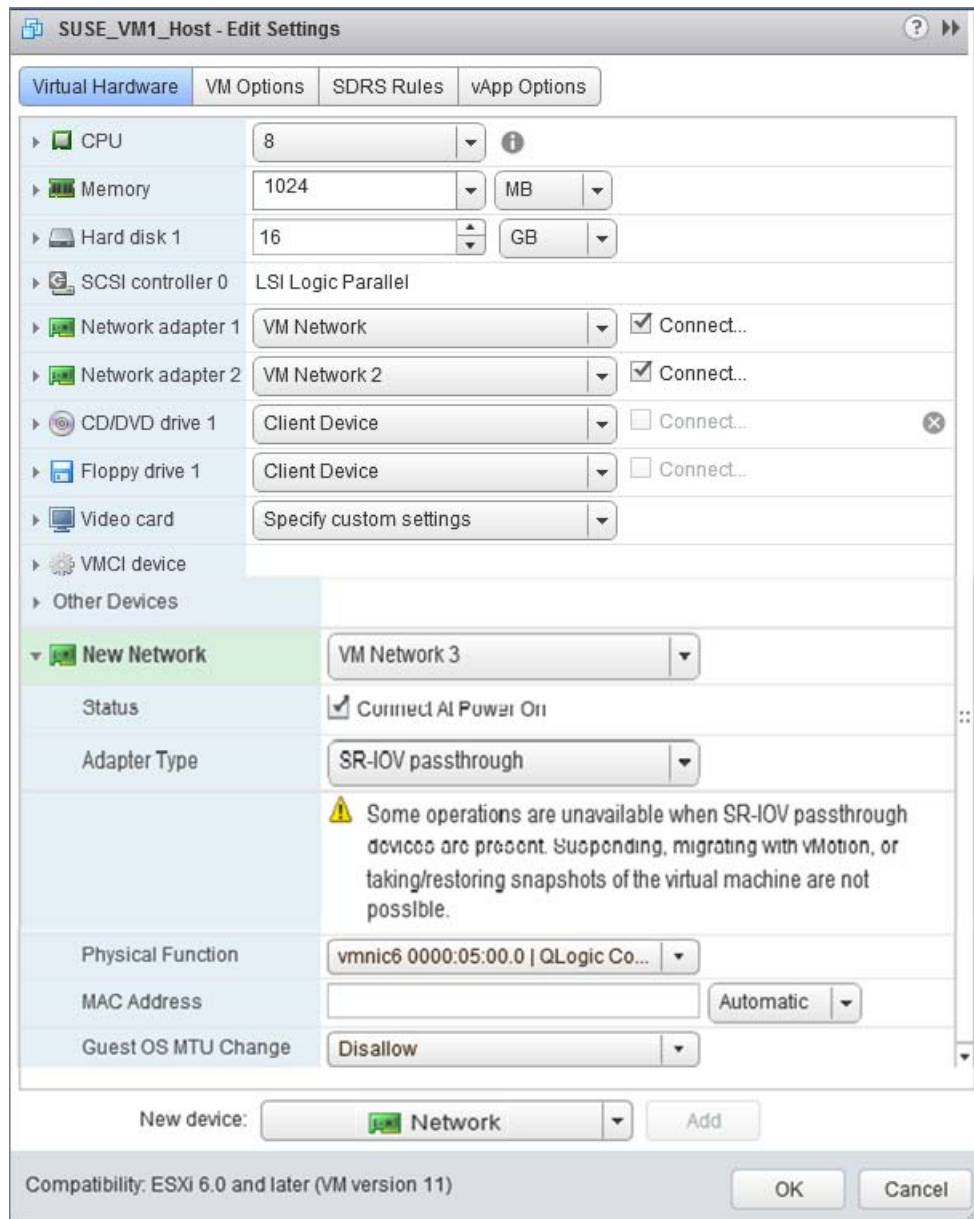 SUSE_VM1_Host - Edit Settings
Virtual Hardware VM Options SDRS Rules vApp Options
CPU 8
Memory 1024 MB
Hard disk 1 16 GB
SCSI controller 0 LSI Logic Parallel
Network adapter 1 VM Network Connect...
Network adapter 2 VM Network 2 Connect...
CD/DVD drive 1 Client Device Connect...
Floppy drive 1 Client Device Connect...
Video card Specify custom settings
VMCI device
Other Devices
New Network VM Network 3
Status Connect At Power On
Adapter Type SR-IOV passthrough
Some operations are unavailable when SR-IOV passthrough
devices are present. Suspending, migrating with vMotion, or
taking/restoring snapshots of the virtual machine are not
possible.
Physical Function vmnic6 0000:05:00.0 | QLogic Co...
MAC Address Automatic
Guest OS MTU Change Disallow
New device: Network Add
Compatibility: ESXi 6.0 and later (VM version 11) OK Cancel